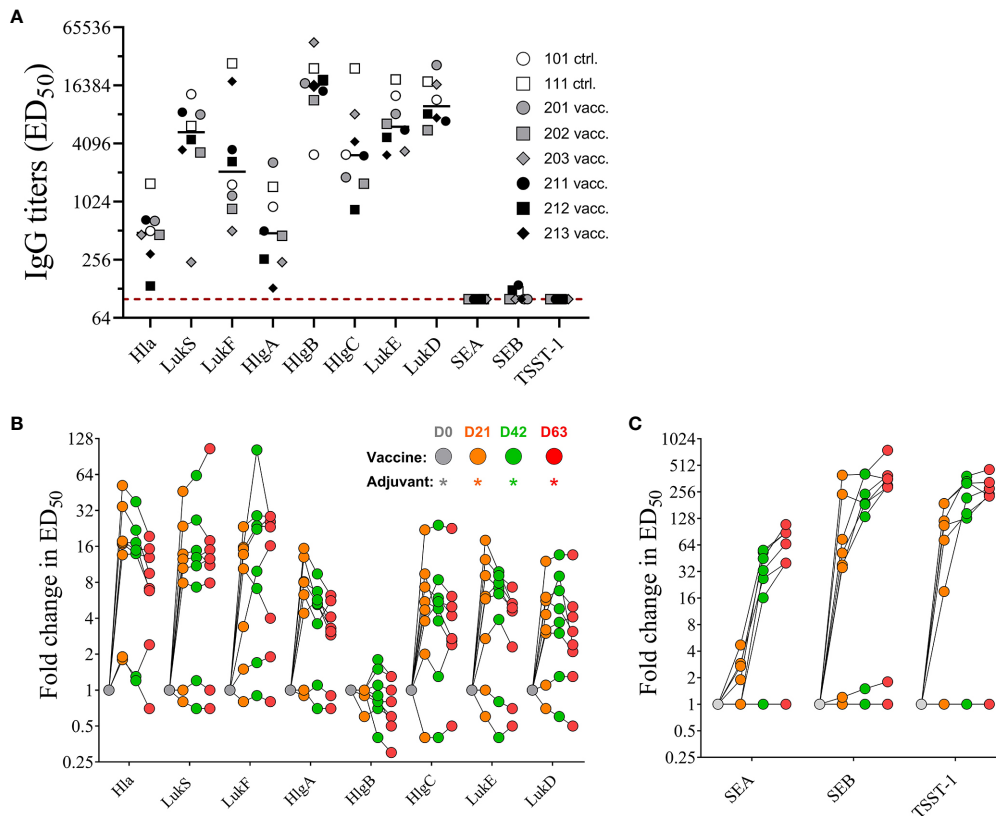 A
IgG titers (ED50)
65536
16384
4096
1024
256
64
101 ctrl.
111 ctrl.
201 vacc.
202 vacc.
203 vacc.
211 vacc.
212 vacc.
213 vacc.
Hla
LukS
LukF
HlgA
HlgB
HlgC
LukE
LukD
SEA
SEB
TSST-1
B
Fold change in ED50
128
64
32
16
8
4
2
1
0.5
0.25
D0 D21 D42 D63
Vaccine:
Adjuvant: * * * *
Hla
LukS
LukF
HlgA
HlgB
HlgC
LukE
LukD
C
Fold change in ED50
1024
512
256
128
64
32
16
8
4
2
1
0.5
0.25
SEA
SEB
TSST-1